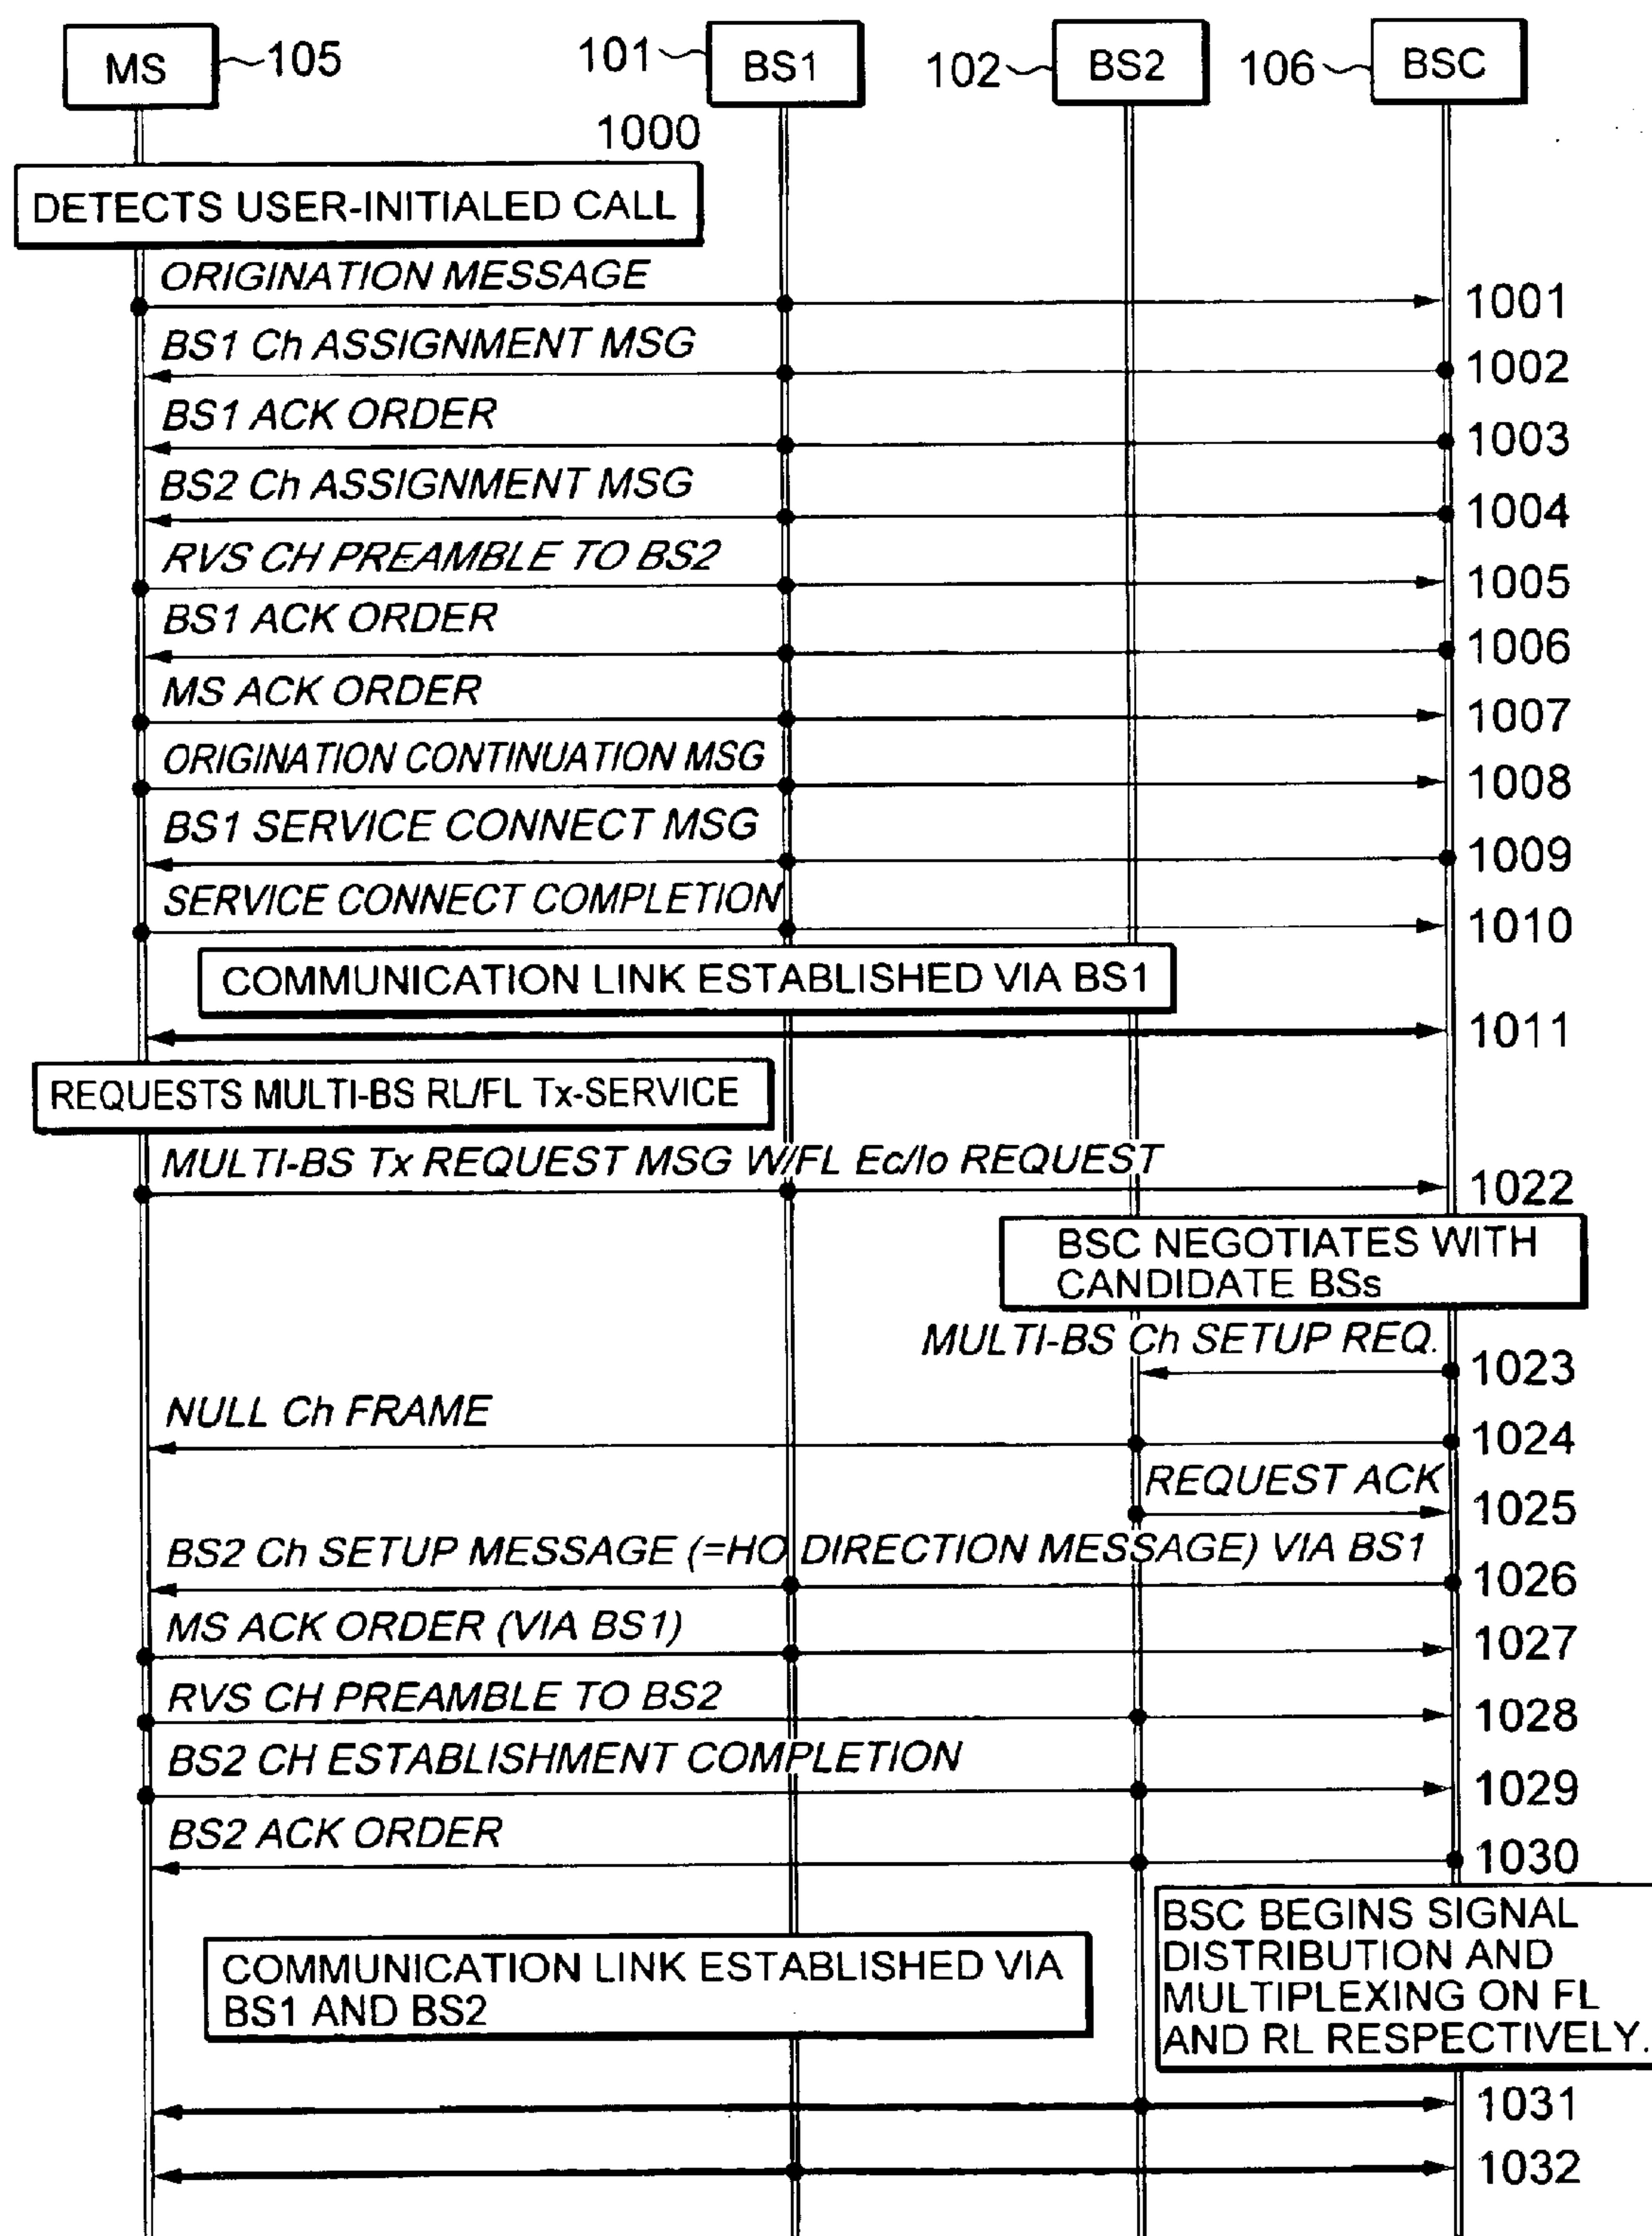 MS
105
101
BS1
102
BS2
106
BSC
1000
DETECTS USER-INITIALED CALL
ORIGINATION MESSAGE
1001
BS1 Ch ASSIGNMENT MSG
1002
BS1 ACK ORDER
1003
BS2 Ch ASSIGNMENT MSG
1004
RVS CH PREAMBLE TO BS2
1005
BS1 ACK ORDER
1006
MS ACK ORDER
1007
ORIGINATION CONTINUATION MSG
1008
BS1 SERVICE CONNECT MSG
1009
SERVICE CONNECT COMPLETION
1010
COMMUNICATION LINK ESTABLISHED VIA BS1
1011
REQUESTS MULTI-BS RL/FL Tx-SERVICE
MULTI-BS Tx REQUEST MSG W/FL Ec/Io REQUEST
1022
BSC NEGOTIATES WITH
CANDIDATE BSs
MULTI-BS Ch SETUP REQ.
1023
NULL Ch FRAME
1024
REQUEST ACK
1025
BS2 Ch SETUP MESSAGE (=HO DIRECTION MESSAGE) VIA BS1
1026
MS ACK ORDER (VIA BS1)
1027
RVS CH PREAMBLE TO BS2
1028
BS2 CH ESTABLISHMENT COMPLETION
1029
BS2 ACK ORDER
1030
BSC BEGINS SIGNAL
DISTRIBUTION AND
MULTIPLEXING ON FL
AND RL RESPECTIVELY.
COMMUNICATION LINK ESTABLISHED VIA
BS1 AND BS2
1031
1032